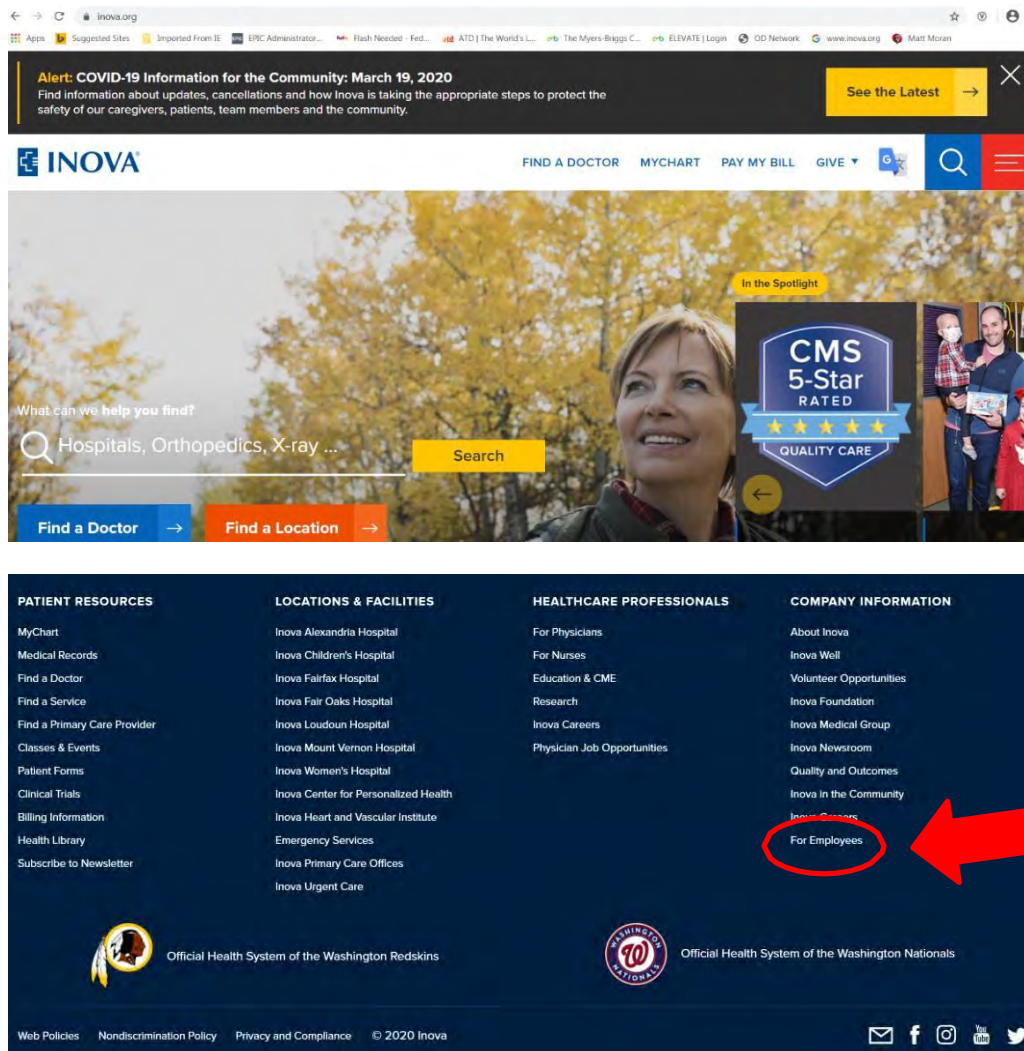 inova.org
Apps Suggested Sites Imported From IE EPIC Administrator... Flash Needed - Fed... ATD | The World's L... The Myers-Briggs C... ELEVATE | Login OD Network www.inova.org Matt Moran
Alert: COVID-19 Information for the Community: March 19, 2020
Find information about updates, cancellations and how Inova is taking the appropriate steps to protect the
safety of our caregivers, patients, team members and the community.
See the Latest
INOVA
FIND A DOCTOR MYCHART PAY MY BILL GIVE
In the Spotlight
CMS
5-Star
RATED
QUALITY CARE
What can we help you find?
Hospitals, Orthopedics, X-ray ...
Search
Find a Doctor
Find a Location
PATIENT RESOURCES
MyChart
Medical Records
Find a Doctor
Find a Service
Find a Primary Care Provider
Classes & Events
Patient Forms
Clinical Trials
Billing Information
Health Library
Subscribe to Newsletter
LOCATIONS & FACILITIES
Inova Alexandria Hospital
Inova Children's Hospital
Inova Fairfax Hospital
Inova Fair Oaks Hospital
Inova Loudoun Hospital
Inova Mount Vernon Hospital
Inova Women's Hospital
Inova Center for Personalized Health
Inova Heart and Vascular Institute
Emergency Services
Inova Primary Care Offices
Inova Urgent Care
HEALTHCARE PROFESSIONALS
For Physicians
For Nurses
Education & CME
Research
Inova Careers
Physician Job Opportunities
COMPANY INFORMATION
About Inova
Inova Well
Volunteer Opportunities
Inova Foundation
Inova Medical Group
Inova Newsroom
Quality and Outcomes
Inova in the Community
Inova Careers
For Employees
Official Health System of the Washington Redskins
WASHINGTON
W
NATIONALS
Official Health System of the Washington Nationals
Web Policies Nondiscrimination Policy Privacy and Compliance © 2020 Inova
You
Tube